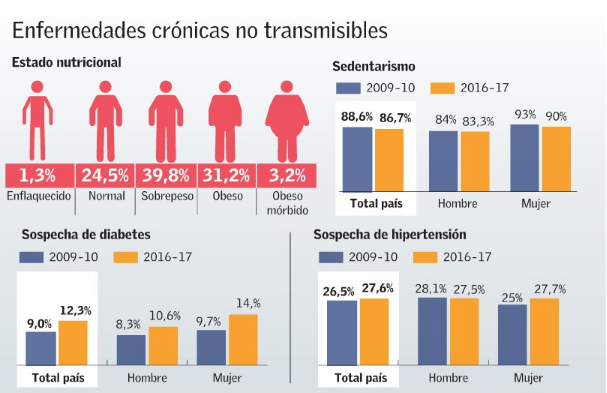 Enfermedades crónicas no transmisibles
Estado nutricional
1,3% 24,5% 39,8% 31,2% 3,2%
Enflaquecido Normal Sobrepeso Obeso Obeso
mórbido
Sedentarismo
2009-10 2016-17
88,6% 86,7% 84% 83,3% 93% 90%
Total país Hombre Mujer
Sospecha de diabetes
2009-10 2016-17
9,0% 12,3% 8,3% 10,6% 9,7% 14,%
Total país Hombre Mujer
Sospecha de hipertensión
2009-10 2016-17
26,5% 27,6% 28,1% 27,5% 25% 27,7%
Total país Hombre Mujer